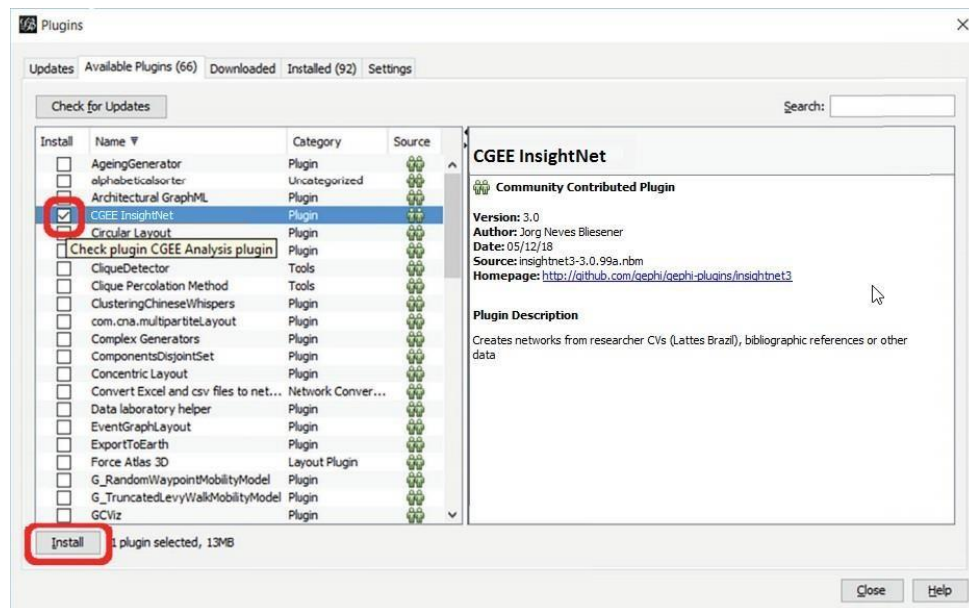 Plugins
Updates Available Plugins (66) Downloaded Installed (92) Settings
Check for Updates
Search:
Install Name Category Source
AgeingGenerator Plugin
alphabeticalsorter Uncategorized
Architectural GraphML Plugin
CGEE InsightNet Plugin
Circular Layout Plugin
Check plugin CGEE Analysis plugin Plugin
CliqueDetector Tools
Clique Percolation Method Tools
ClusteringChineseWhispers Plugin
com.cna.multipartiteLayout Plugin
Complex Generators Plugin
ComponentsDisjointSet Plugin
Concentric Layout Plugin
Convert Excel and csv files to net... Network Conver...
Data laboratory helper Plugin
EventGraphLayout Plugin
ExportToEarth Plugin
Force Atlas 3D Layout Plugin
G_RandomWaypointMobilityModel Plugin
G_TruncatedLevyWalkMobilityModel Plugin
GCViz Plugin
Install 1 plugin selected, 13MB
CGEE InsightNet
Community Contributed Plugin
Version: 3.0
Author: Jorg Neves Bliesener
Date: 05/12/18
Source: insightnet3-3.0.99a.nbm
Homepage: http://github.com/gephi/gephi-plugins/insightnet3
Plugin Description
Creates networks from researcher CVs (Lattes Brazil), bibliographic references or other
data
Close Help